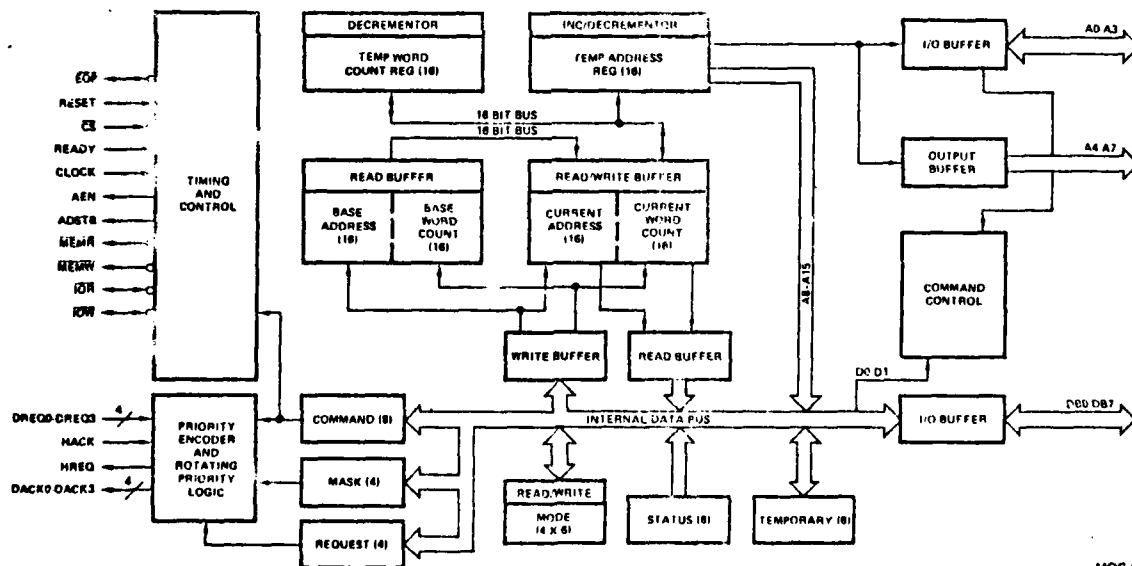 DECREMENTOR
TEMP WORD
COUNT REG (16)
INC/DECREMENTOR
TEMP ADDRESS
REG (16)
I/O BUFFER
A0 A3
16 BIT BUS
16 BIT BUS
OUTPUT
BUFFER
A4 A7
EOP
RESET
CS
READY
CLOCK
AEN
ADSTB
MEMR
MEMW
IOR
IOW
TIMING
AND
CONTROL
READ BUFFER
BASE
ADDRESS
(16)
BASE
WORD
COUNT
(16)
READ/WRITE BUFFER
CURRENT
ADDRESS
(16)
CURRENT
WORD
COUNT
(16)
A8-A15
COMMAND
CONTROL
WRITE BUFFER
READ BUFFER
D0 D1
DREQ0-DREQ3
4
HACK
HREQ
DACK0-DACK3
4
PRIORITY
ENCODER
AND
ROTATING
PRIORITY
LOGIC
COMMAND (8)
INTERNAL DATA BUS
I/O BUFFER
DB0 DB7
MASK (4)
REQUEST (4)
READ/WRITE
MODE
(4 X 6)
STATUS (8)
TEMPORARY (8)